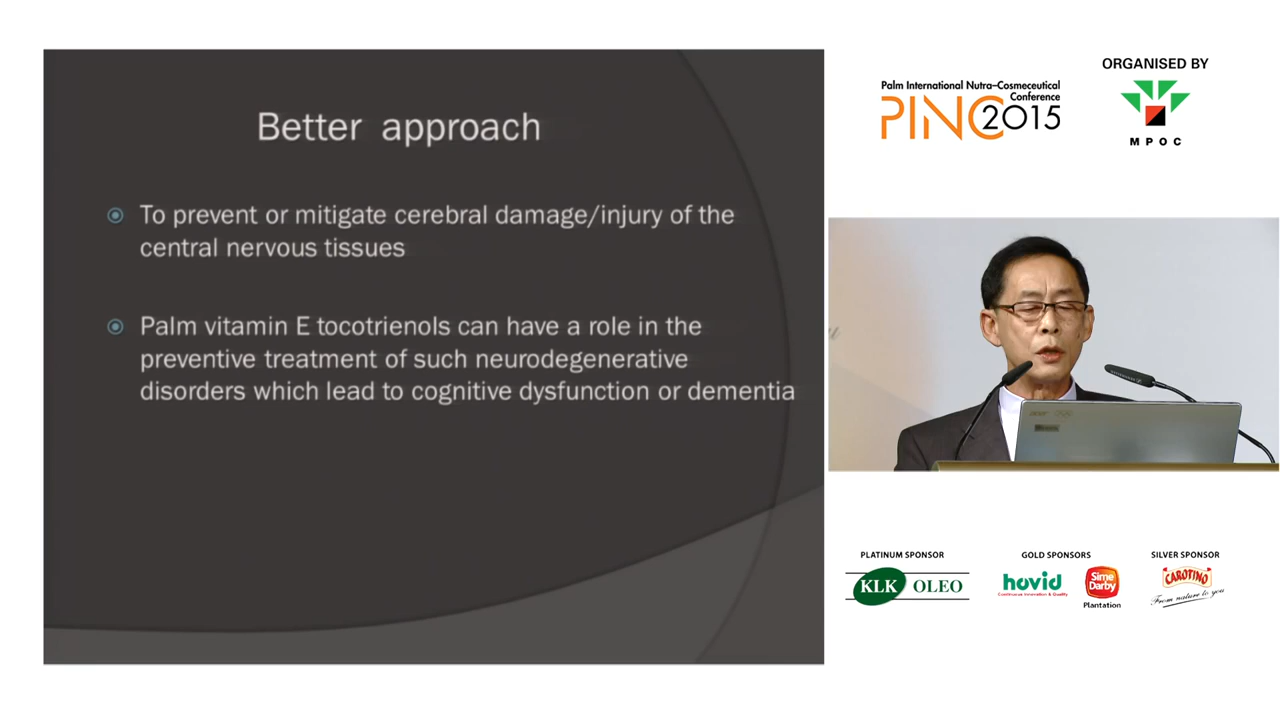 Better approach
To prevent or mitigate cerebral damage/injury of the
central nervous tissues
Palm vitamin E tocotrienols can have a role in the
preventive treatment of such neurodegenerative
disorders which lead to cognitive dysfunction or dementia
Palm International Nutra-Cosmeceutical
Conference
PINC2015
ORGANISED BY
MPOC
acer
PLATINUM SPONSOR
KLK OLEO
GOLD SPONSORS
hovid
Continuous Innovation & Quality
Sime
Darby
Plantation
SILVER SPONSOR
CAROTINO
From nature to you